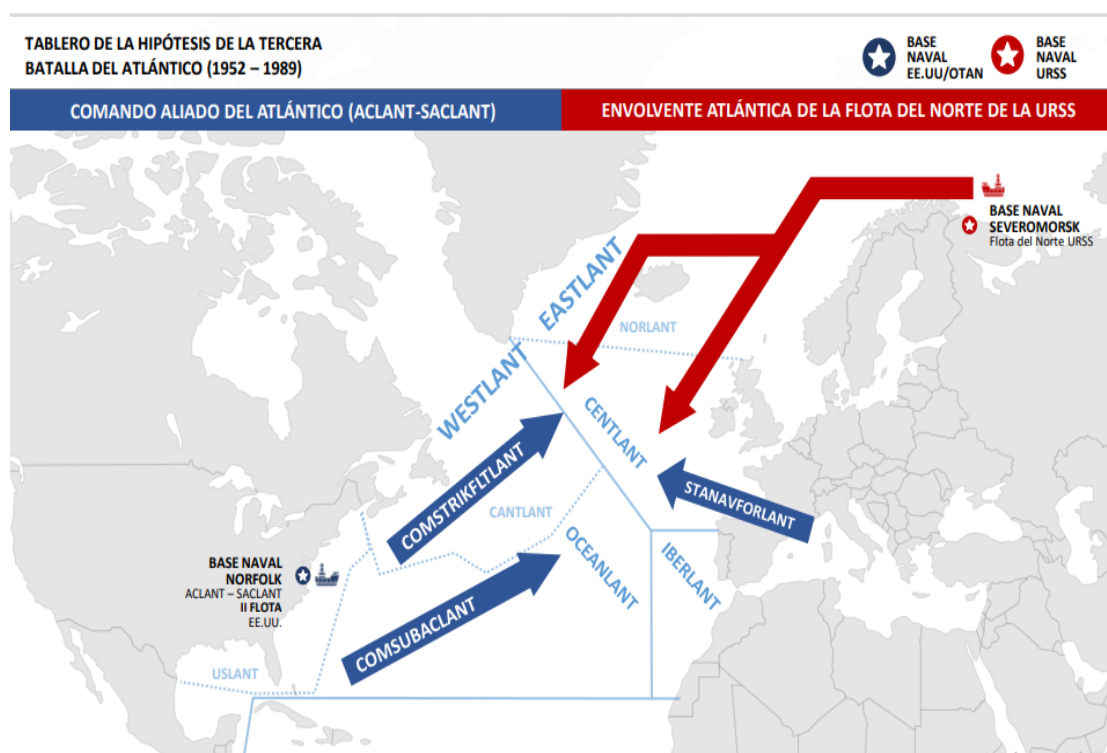 TABLERO DE LA HIPÓTESIS DE LA TERCERA
BATALLA DEL ATLÁNTICO (1952 – 1989)
BASE
NAVAL
EE.UU/OTAN
BASE
NAVAL
URSS
COMANDO ALIADO DEL ATLÁNTICO (ACLANT-SACLANT)
ENVOLVENTE ATLÁNTICA DE LA FLOTA DEL NORTE DE LA URSS
BASE NAVAL
SEVEROMORSK
Flota del Norte URSS
EASTLANT
NORLANT
WESTLANT
CENTLANT
COMSTRIKFLTLANT
STANAVFORLANT
CANTLANT
OCEANLANT
IBERLANT
BASE NAVAL
NORFOLK
ACLANT – SACLANT
II FLOTA
EE.UU.
COMSUBACLANT
USLANT